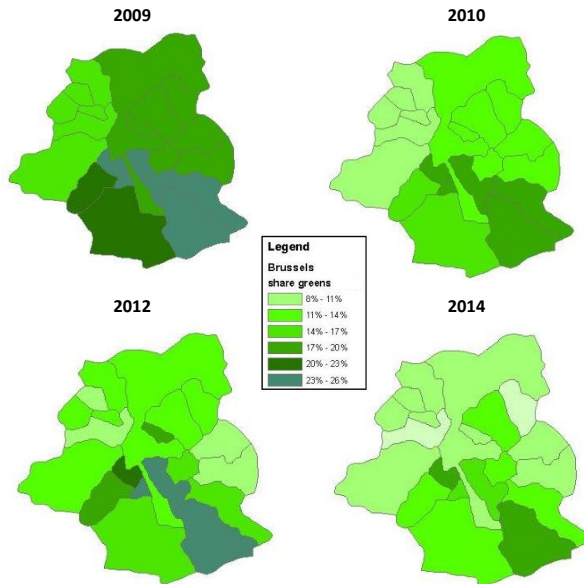 2009
2010
Legend
Brussels
share greens
8% - 11%
11% - 14%
14% - 17%
17% - 20%
20% - 23%
23% - 26%
2012
2014